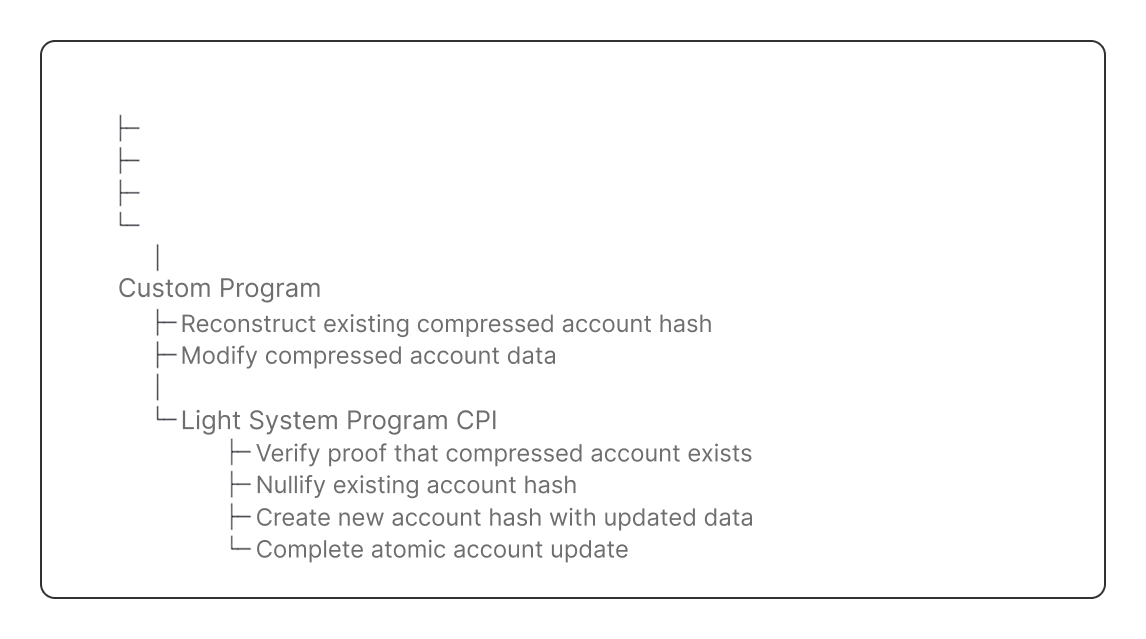 ├─
├─
├─
└─
│
Custom Program
├─Reconstruct existing compressed account hash
├─Modify compressed account data
│
└─Light System Program CPI
├─Verify proof that compressed account exists
├─Nullify existing account hash
├─Create new account hash with updated data
└─Complete atomic account update